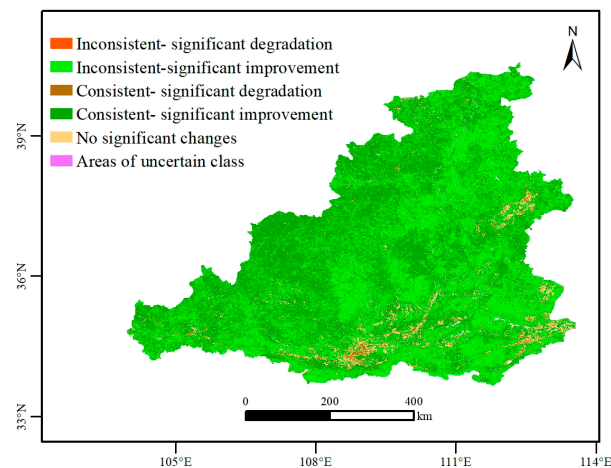 N
Inconsistent- significant degradation
Inconsistent-significant improvement
Consistent- significant degradation
Consistent- significant improvement
No significant changes
Areas of uncertain class
39°N
36°N
33°N
0 200 400
km
105°E 108°E 111°E 114°E